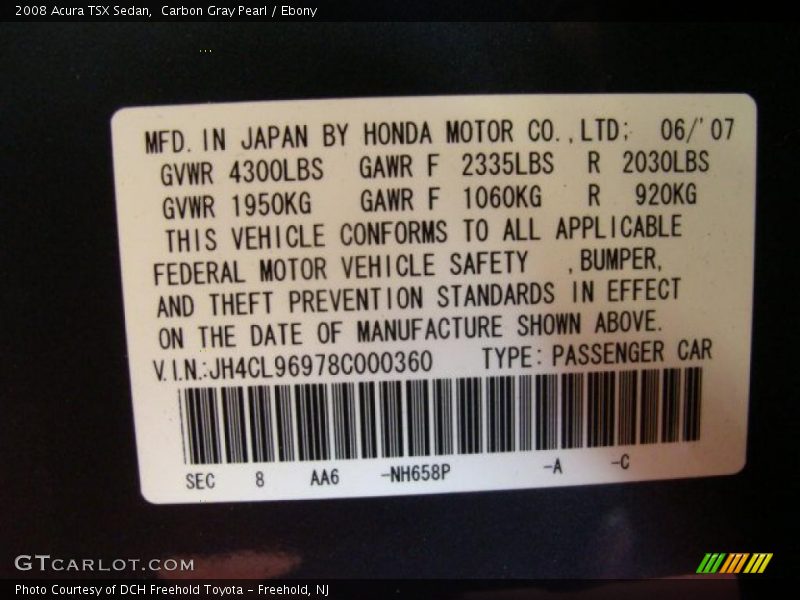 2008 Acura TSX Sedan,  Carbon Gray Pearl / Ebony
MFD. IN JAPAN BY HONDA MOTOR CO., LTD; 06/'07
GVWR 4300LBS GAWR F 2335LBS R 2030LBS
GVWR 1950KG GAWR F 1060KG R 920KG
THIS VEHICLE CONFORMS TO ALL APPLICABLE
FEDERAL MOTOR VEHICLE SAFETY , BUMPER,
AND THEFT PREVENTION STANDARDS IN EFFECT
ON THE DATE OF MANUFACTURE SHOWN ABOVE.
V.I.N.:JH4CL96978C000360 TYPE: PASSENGER CAR
SEC 8 AA6 -NH658P -A -C
GTCARLOT.COM
Photo Courtesy of DCH Freehold Toyota - Freehold, NJ